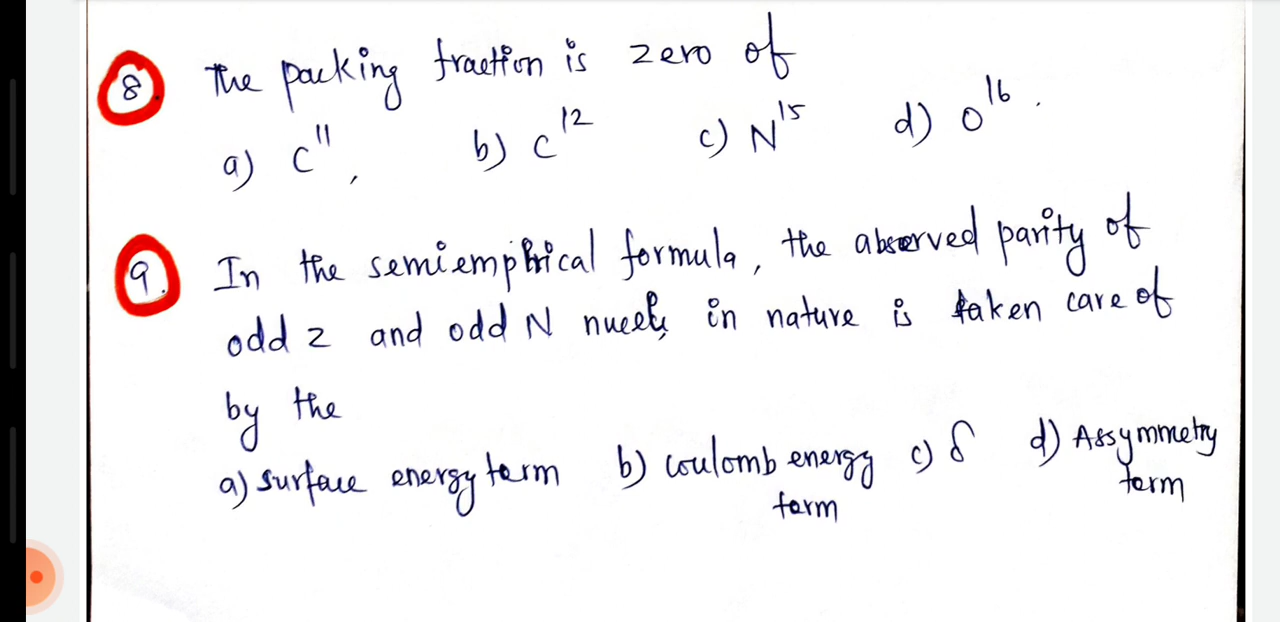 8 The packing fraction is zero of
a) C¹¹, b) C¹² c) N¹⁵ d) O¹⁶.
9. In the semiempirical formula, the observed parity of
odd z and odd N nuclei in nature is taken care of
by the
a) surface energy term b) coulomb energy term c) δ d) Assymmetry term